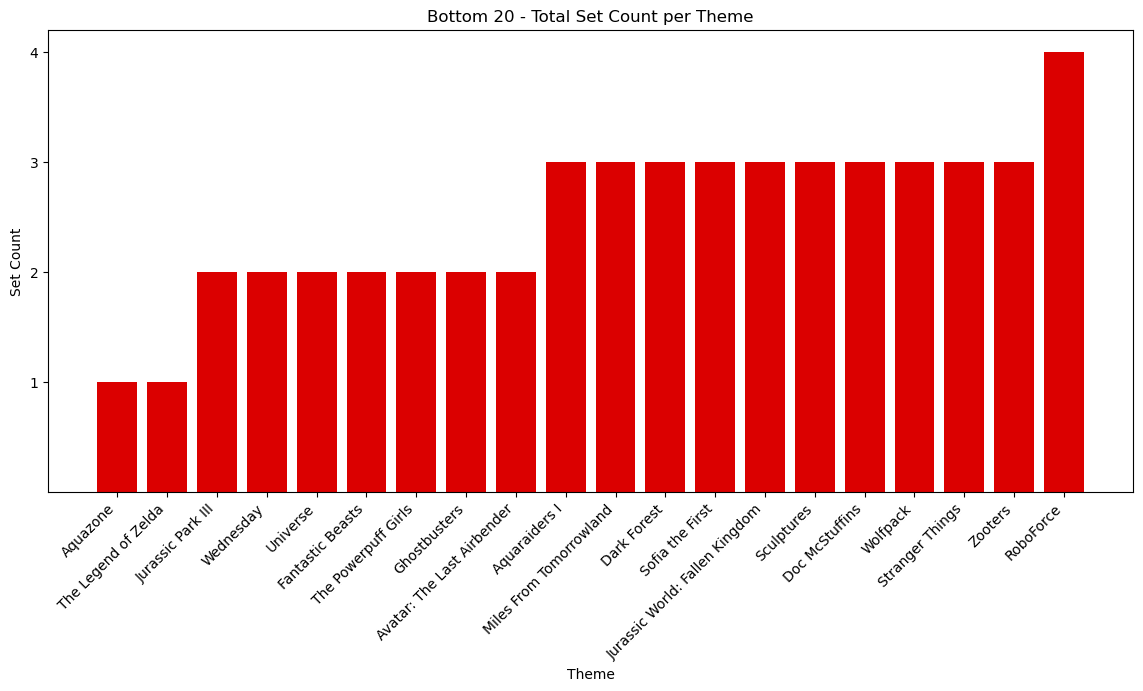 Bottom 20 - Total Set Count per Theme
4
3
2
1
Set Count
Aquazone
The Legend of Zelda
Jurassic Park III
Wednesday
Universe
Fantastic Beasts
The Powerpuff Girls
Ghostbusters
Avatar: The Last Airbender
Aquaraiders I
Miles From Tomorrowland
Dark Forest
Sofia the First
Jurassic World: Fallen Kingdom
Sculptures
Doc McStuffins
Wolfpack
Stranger Things
Zooters
RoboForce
Theme